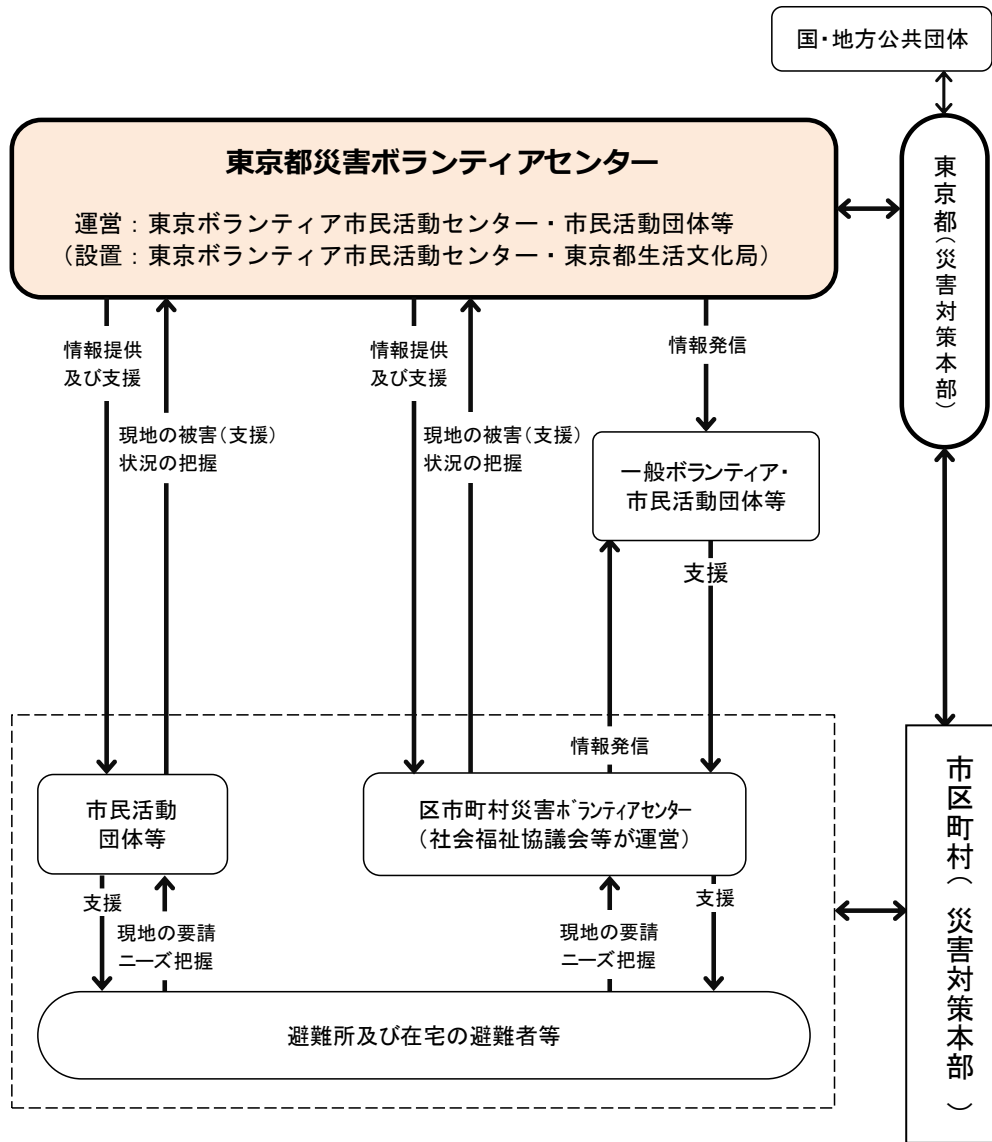 国・地方公共団体
東京都災害ボランティアセンター
運営：東京ボランティア市民活動センター・市民活動団体等
（設置：東京ボランティア市民活動センター・東京都生活文化局）
東京都（災害対策本部）
情報提供
及び支援
現地の被害（支援）
状況の把握
情報提供
及び支援
現地の被害（支援）
状況の把握
情報発信
一般ボランティア・
市民活動団体等
支援
情報発信
市民活動
団体等
区市町村災害ﾎﾞﾗﾝﾃｨｱセンター
（社会福祉協議会等が運営）
市区町村（災害対策本部）
支援
現地の要請
ニーズ把握
現地の要請
ニーズ把握
支援
避難所及び在宅の避難者等